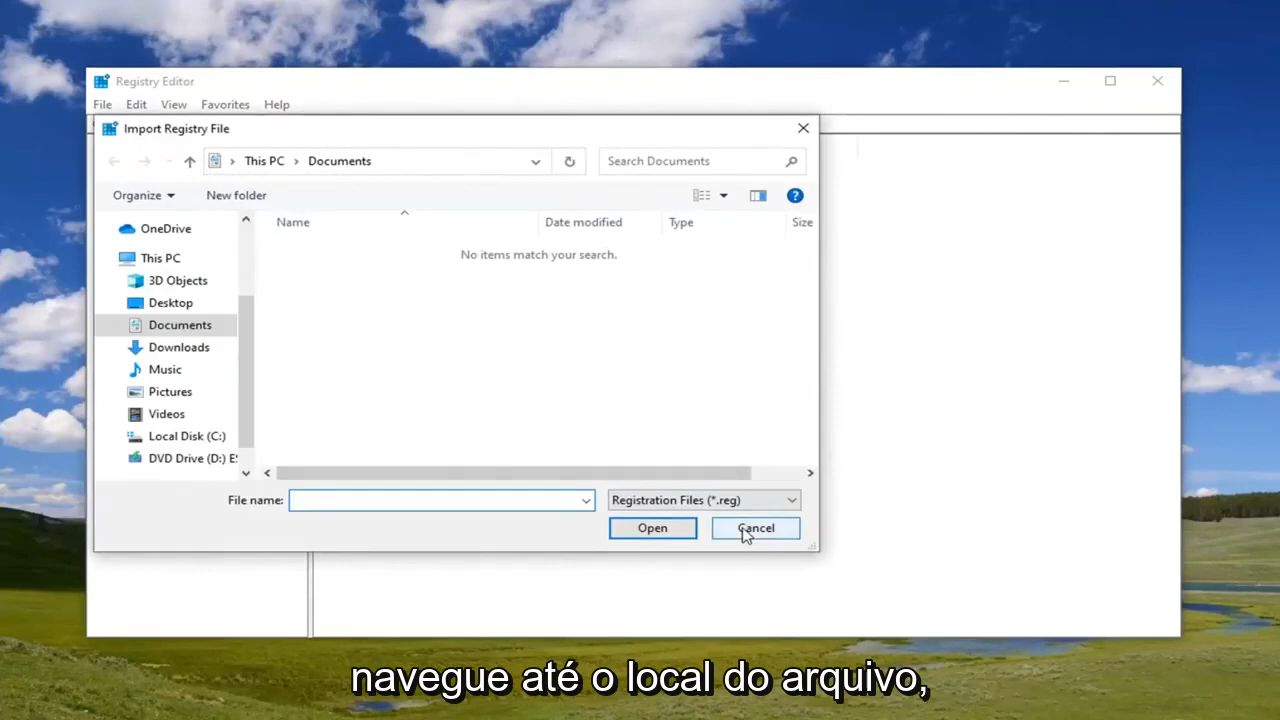 Registry Editor
File Edit View Favorites Help
Import Registry File
This PC > Documents
Search Documents
Organize New folder
Name Date modified Type Size
No items match your search.
OneDrive
This PC
3D Objects
Desktop
Documents
Downloads
Music
Pictures
Videos
Local Disk (C:)
DVD Drive (D:) ES
File name: Registration Files (*.reg)
Open Cancel
navegue até o local do arquivo,